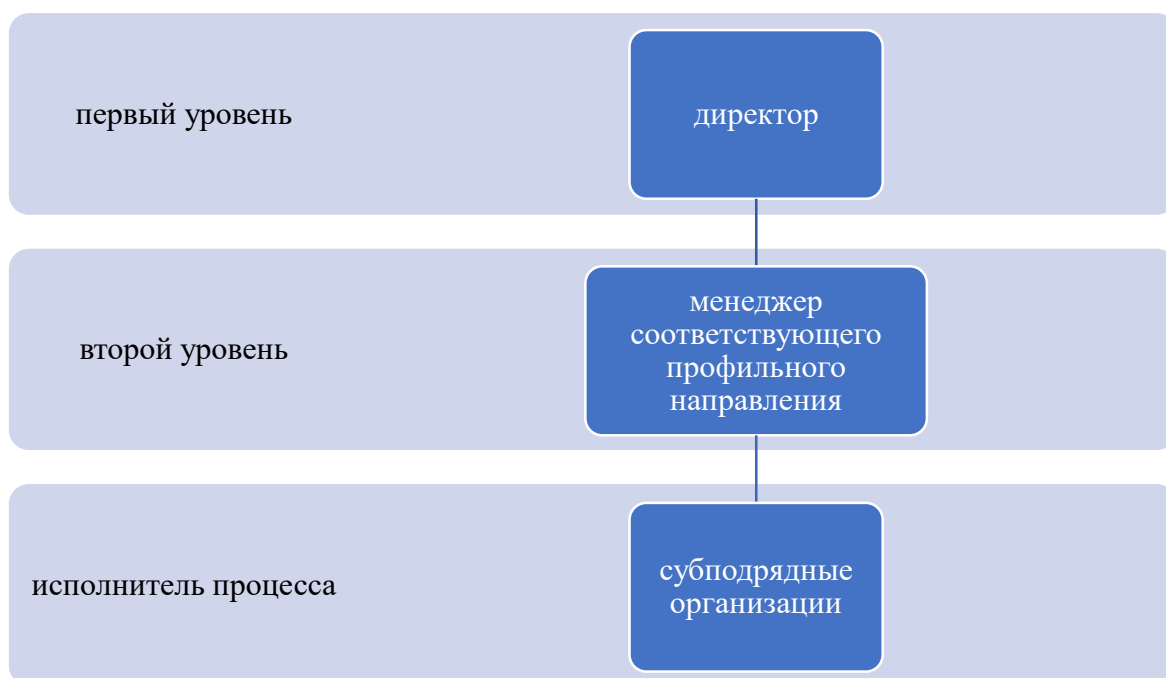 первый уровень
директор
второй уровень
менеджер
соответствующего
профильного
направления
исполнитель процесса
субподрядные
организации